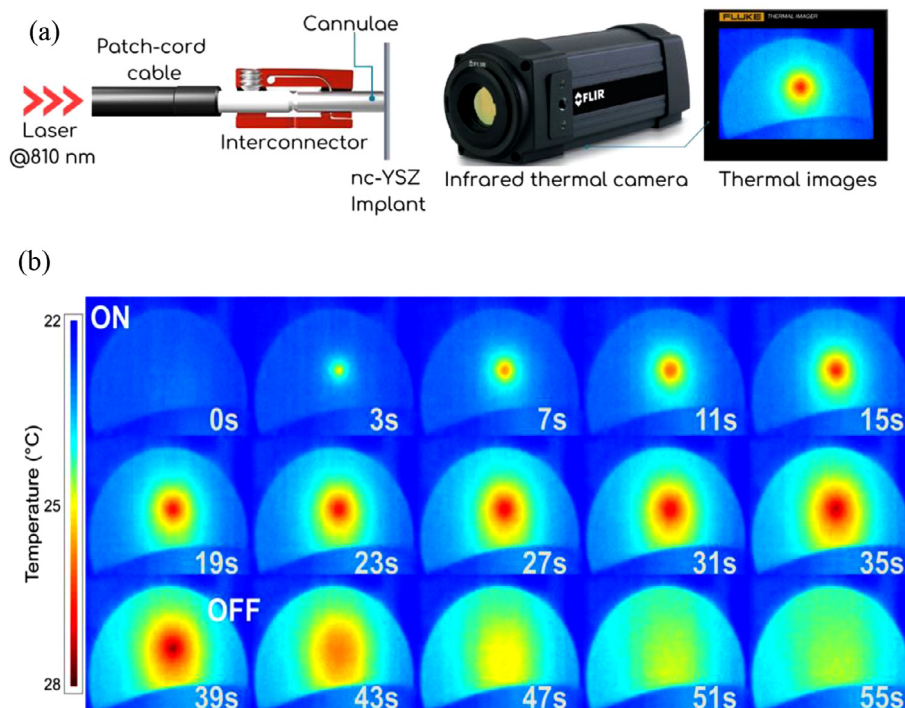 (a)
Cannulae
Patch-cord
cable
Laser
@810 nm
Interconnector
nc-YSZ
Implant
FLIR
FLIR
Infrared thermal camera
FLUKE
THERMAL IMAGER
Thermal images
(b)
Temperature (°C)
22
25
28
ON
0s
3s
7s
11s
15s
19s
23s
27s
31s
35s
OFF
39s
43s
47s
51s
55s